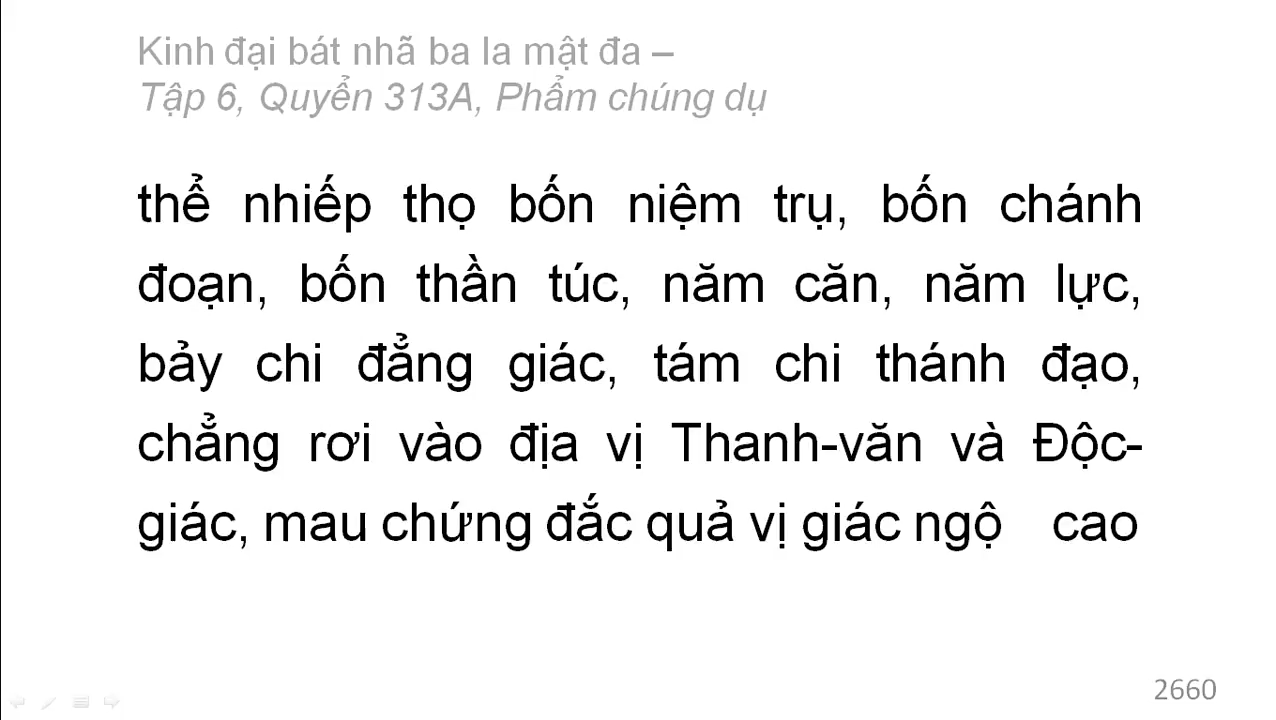 Kinh đại bát nhã ba la mật đa –
Tập 6, Quyển 313A, Phẩm chúng dụ
thể nhiếp thọ bốn niệm trụ, bốn chánh
đoạn, bốn thần túc, năm căn, năm lực,
bảy chi đẳng giác, tám chi thánh đạo,
chẳng rơi vào địa vị Thanh-văn và Độc-
giác, mau chứng đắc quả vị giác ngộ cao
2660